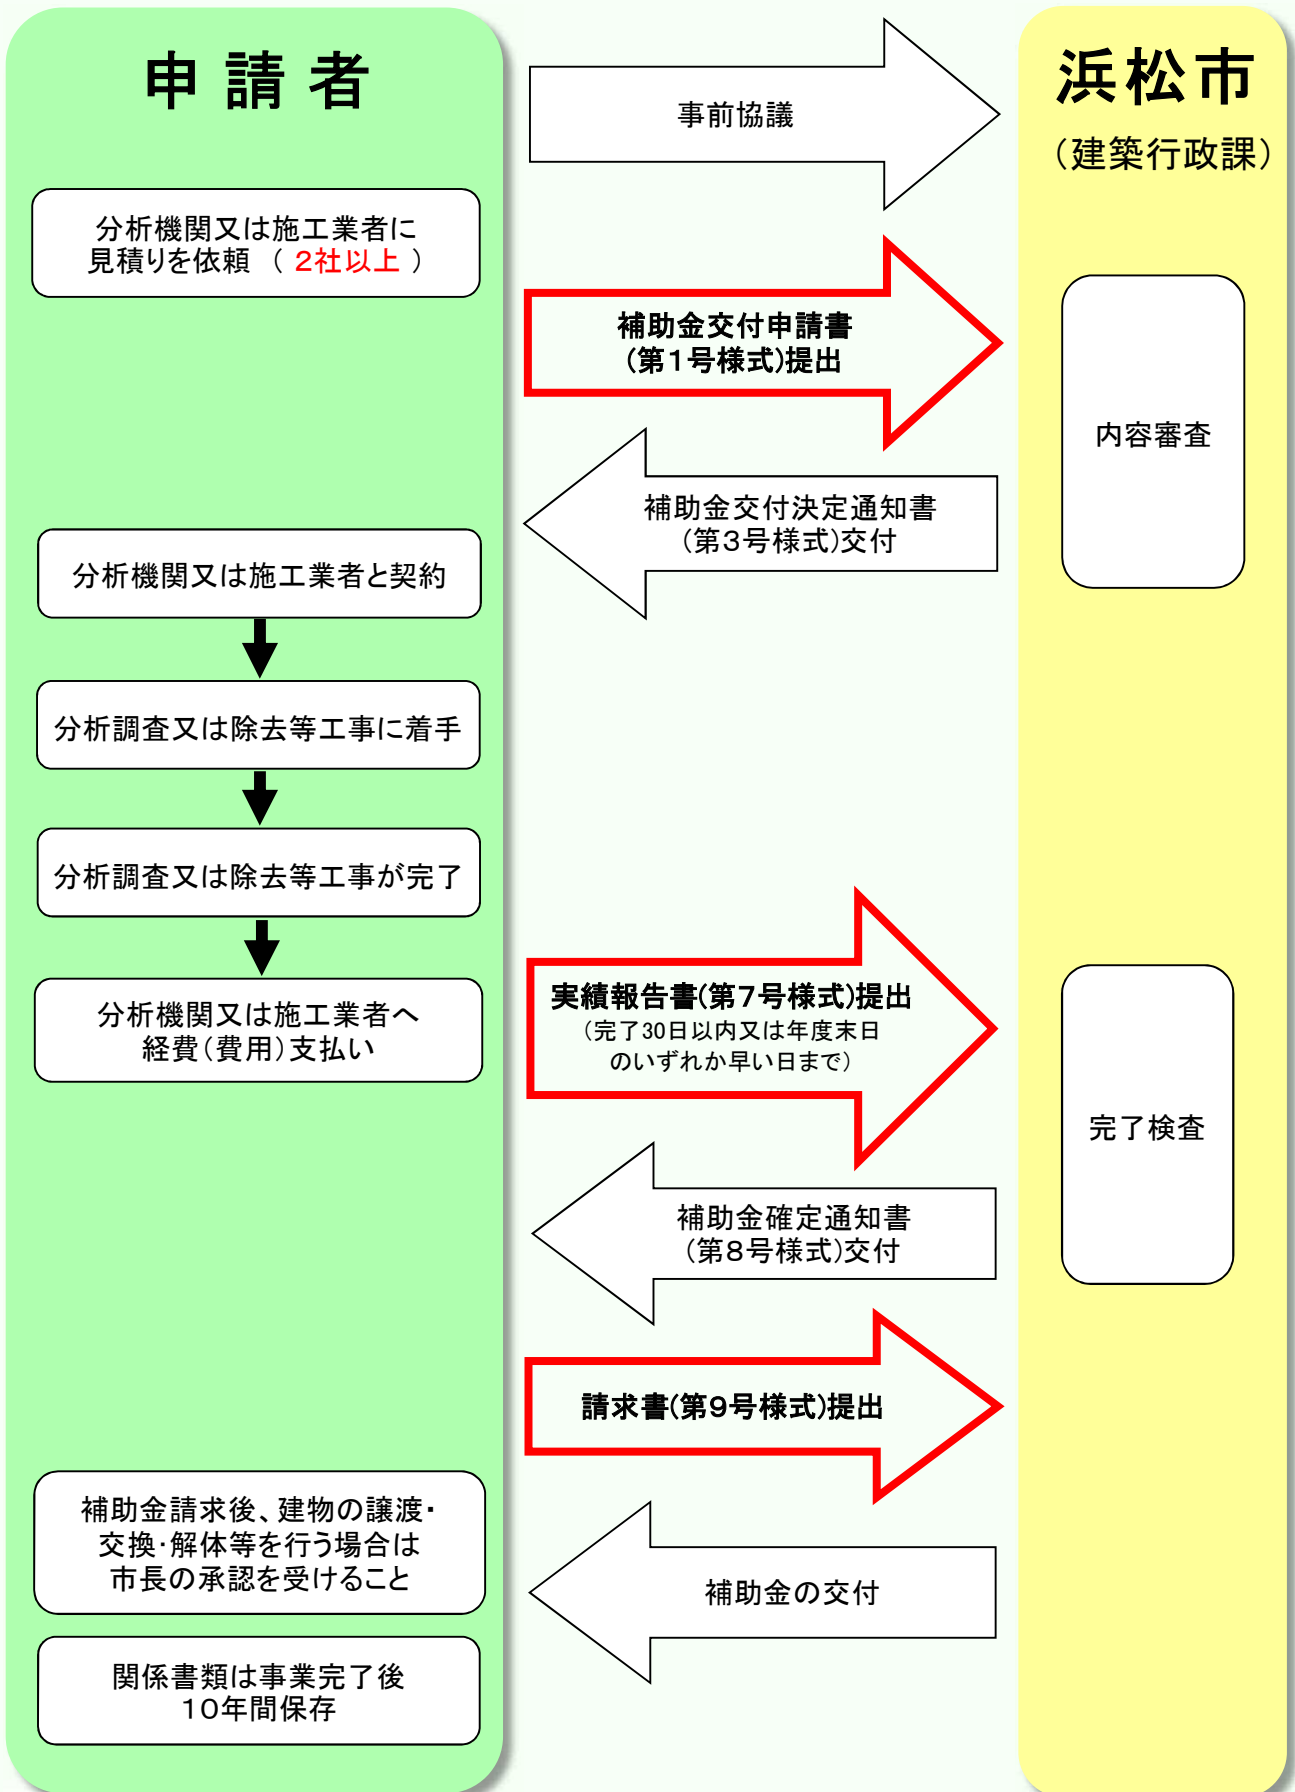 申請者
浜松市
（建築行政課）
事前協議
分析機関又は施工業者に
見積りを依頼 （ ２社以上 ）
補助金交付申請書
(第１号様式)提出
内容審査
補助金交付決定通知書
(第３号様式)交付
分析機関又は施工業者と契約
分析調査又は除去等工事に着手
分析調査又は除去等工事が完了
分析機関又は施工業者へ
経費（費用）支払い
実績報告書(第７号様式)提出
（完了30日以内又は年度末日
のいずれか早い日まで）
完了検査
補助金確定通知書
(第８号様式)交付
請求書(第９号様式)提出
補助金請求後、建物の譲渡・
交換・解体等を行う場合は
市長の承認を受けること
補助金の交付
関係書類は事業完了後
１０年間保存